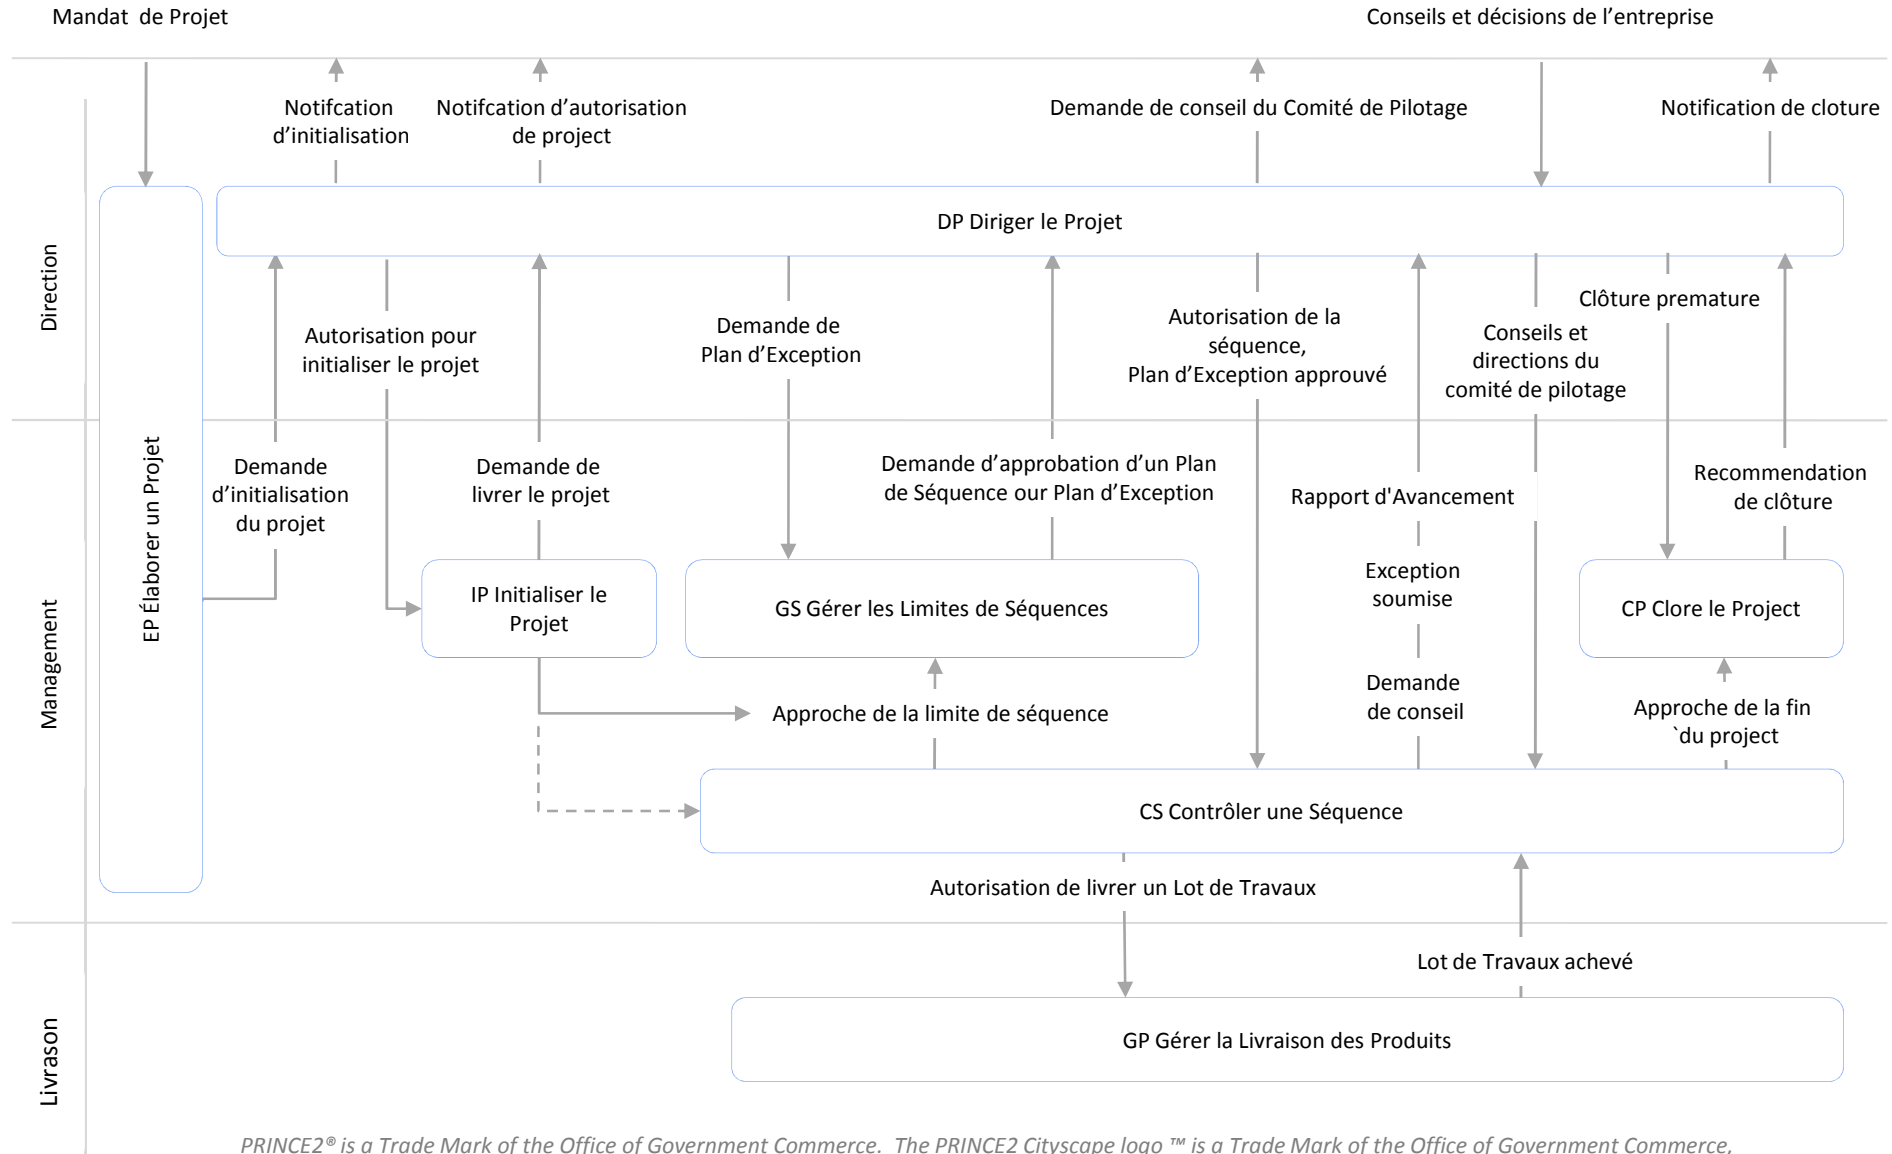 Mandat de Projet
Conseils et décisions de l’entreprise
Notifcation
d’initialisation
Notifcation d’autorisation
de project
Demande de conseil du Comité de Pilotage
Notification de cloture
DP Diriger le Projet
Direction
Autorisation pour
initialiser le projet
Demande de
Plan d’Exception
Autorisation de la
séquence,
Plan d’Exception approuvé
Conseils et
directions du
comité de pilotage
Clôture premature
EP Élaborer un Projet
Demande
d’initialisation
du projet
Demande de
livrer le projet
Demande d’approbation d’un Plan
de Séquence our Plan d’Exception
Rapport d'Avancement
Exception
soumise
Demande
de conseil
Recommendation
de clôture
Management
IP Initialiser le
Projet
GS Gérer les Limites de Séquences
CP Clore le Project
Approche de la limite de séquence
Approche de la fin
`du project
CS Contrôler une Séquence
Autorisation de livrer un Lot de Travaux
Lot de Travaux achevé
Livrason
GP Gérer la Livraison des Produits
PRINCE2® is a Trade Mark of the Office of Government Commerce. The PRINCE2 Cityscape logo ™ is a Trade Mark of the Office of Government Commerce,